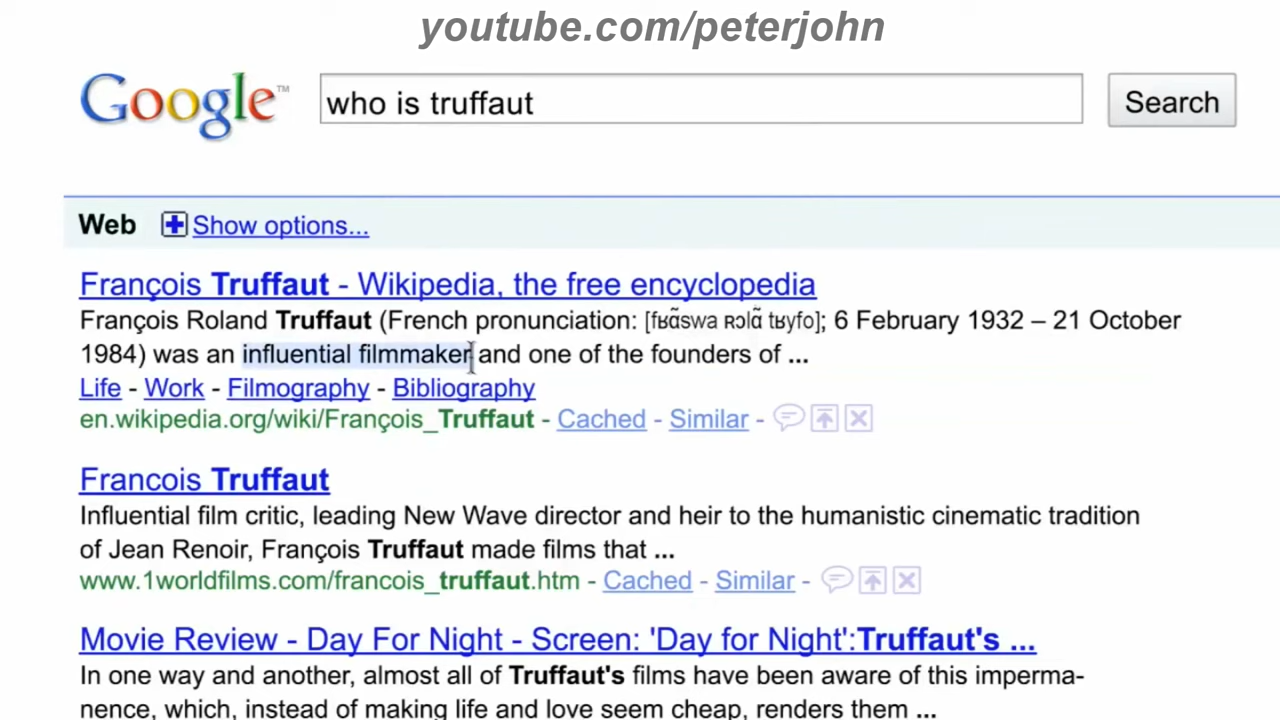 youtube.com/peterjohn
Google™ who is truffaut Search
Web Show options...
François Truffaut - Wikipedia, the free encyclopedia
François Roland Truffaut (French pronunciation: [fʁɑ̃swa ʀɔlɑ̃ tʁyfo]; 6 February 1932 – 21 October
1984) was an influential filmmaker and one of the founders of ...
Life - Work - Filmography - Bibliography
en.wikipedia.org/wiki/François_Truffaut - Cached - Similar -
Francois Truffaut
Influential film critic, leading New Wave director and heir to the humanistic cinematic tradition
of Jean Renoir, François Truffaut made films that ...
www.1worldfilms.com/francois_truffaut.htm - Cached - Similar -
Movie Review - Day For Night - Screen: 'Day for Night':Truffaut's ...
In one way and another, almost all of Truffaut's films have been aware of this imperma-
nence, which, instead of making life and love seem cheap, renders them ...